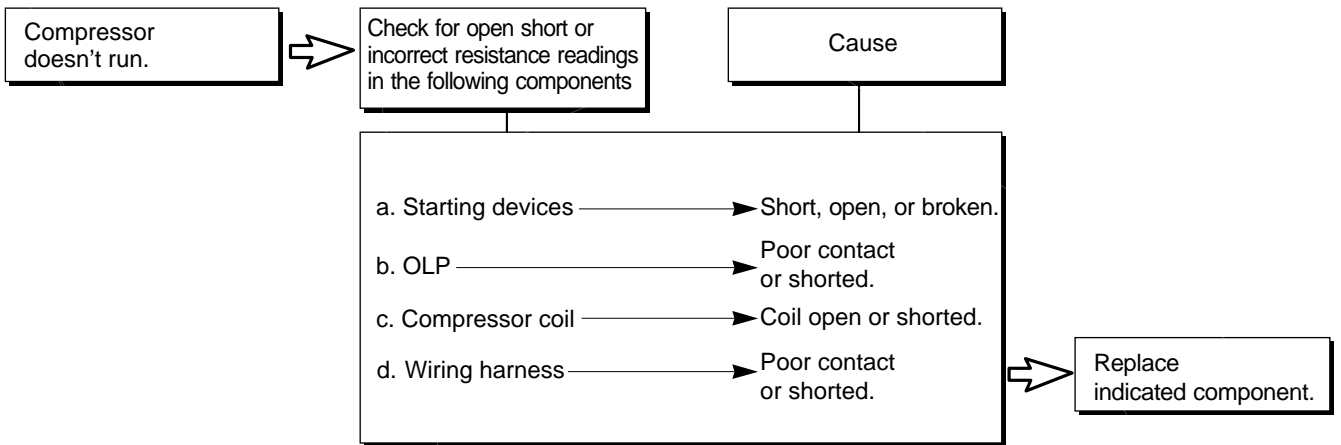 Compressor
doesn't run.
Check for open short or
incorrect resistance readings
in the following components
Cause
a. Starting devices
Short, open, or broken.
b. OLP
Poor contact
or shorted.
c. Compressor coil
Coil open or shorted.
d. Wiring harness
Poor contact
or shorted.
Replace
indicated component.